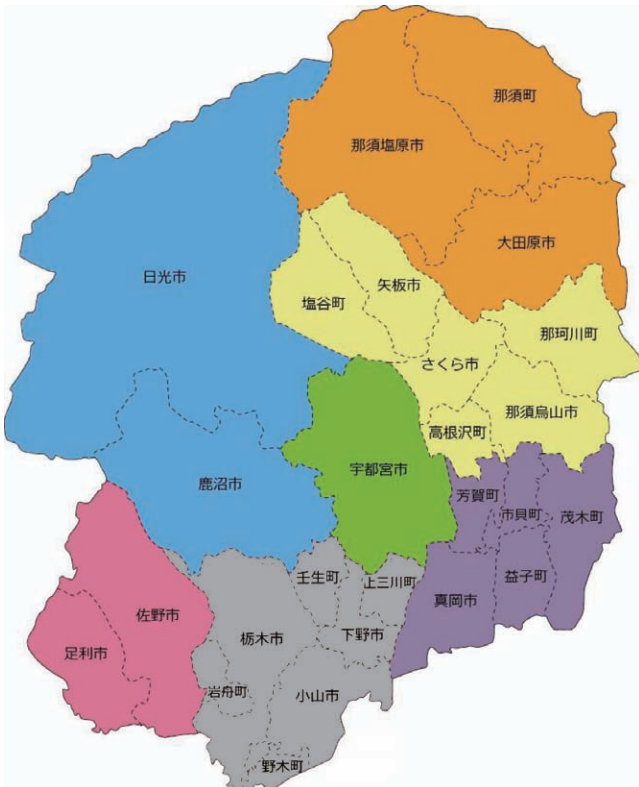 那須町
那須塩原市
大田原市
日光市
矢板市
塩谷町
那珂川町
さくら市
那須烏山市
高根沢町
宇都宮市
鹿沼市
芳賀町
市貝町
茂木町
壬生町
上三川町
益子町
真岡市
佐野市
下野市
栃木市
足利市
岩舟町
小山市
野木町